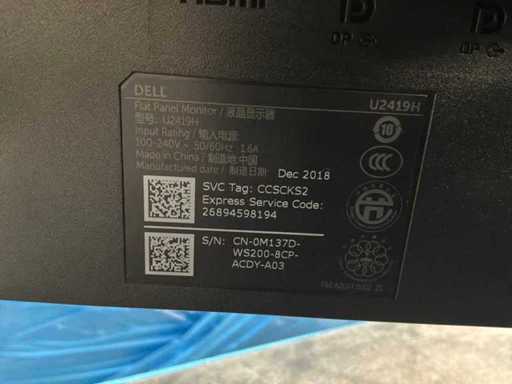 HDMI
DP
DP
DELL
U2419H
Flat Panel Monitor / 液晶显示器
型号: U2419H
Input Rating / 输入电源:
100-240V~ 50/60Hz 1.6A
Made in China / 制造地:中国
Manufactured date / 制造日期: Dec 2018
10
SVC Tag: CCSCKS2
Express Service Code:
26894598194
S/N: CN-0M137D-
WS200-8CP-
ACDY-A03